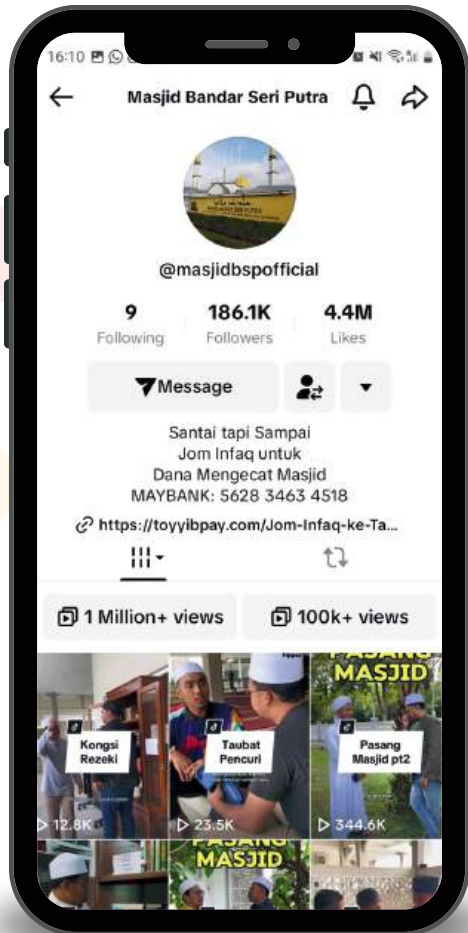 16:10
Masjid Bandar Seri Putra
@masjidbspofficial
9 186.1K 4.4M
Following Followers Likes
Message
Santai tapi Sampai
Jom Infaq untuk
Dana Mengecat Masjid
MAYBANK: 5628 3463 4518
https://toyyibpay.com/Jom-Infaq-ke-Ta...
1 Million+ views 100k+ views
PASANG
MASJID
Kongsi
Rezeki
12.8K
Taubat
Pencuri
23.5K
Pasang
Masjid pt2
344.6K
PASANG
MASJID